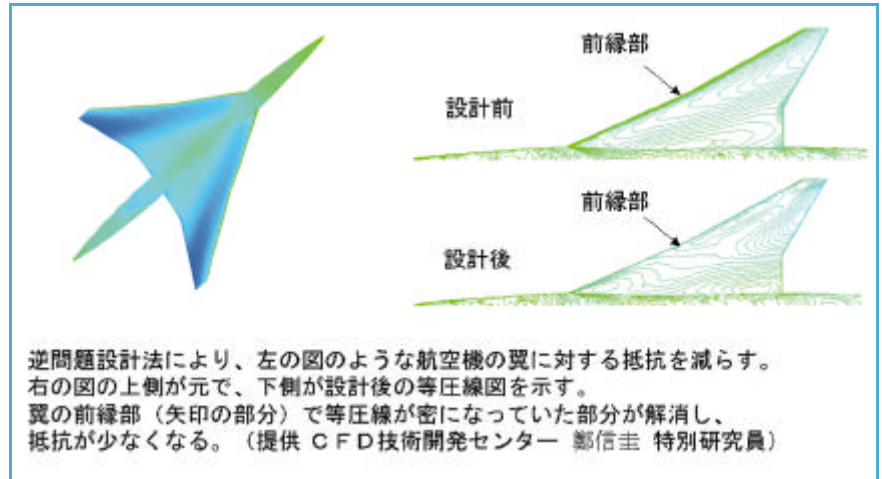 前縁部
設計前
前縁部
設計後
逆問題設計法により、左の図のような航空機の翼に対する抵抗を減らす。
右の図の上側が元で、下側が設計後の等圧線図を示す。
翼の前縁部（矢印の部分）で等圧線が密になっていた部分が解消し、
抵抗が少なくなる。（提供 ＣＦＤ技術開発センター 鄭信圭 特別研究員）